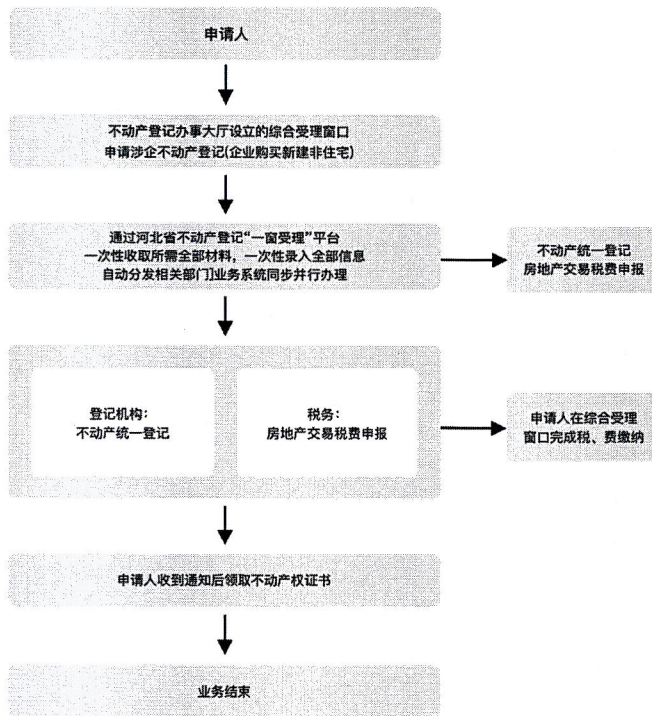 申请人
不动产登记办事大厅设立的综合受理窗口
申请涉企不动产登记(企业购买新建非住宅)
通过河北省不动产登记“一窗受理”平台
一次性收取所需全部材料，一次性录入全部信息
自动分发相关部门]业务系统同步并行办理
不动产统一登记
房地产交易税费申报
登记机构：
不动产统一登记
税务：
房地产交易税费申报
申请人在综合受理
窗口完成税、费缴纳
申请人收到通知后领取不动产权证书
业务结束